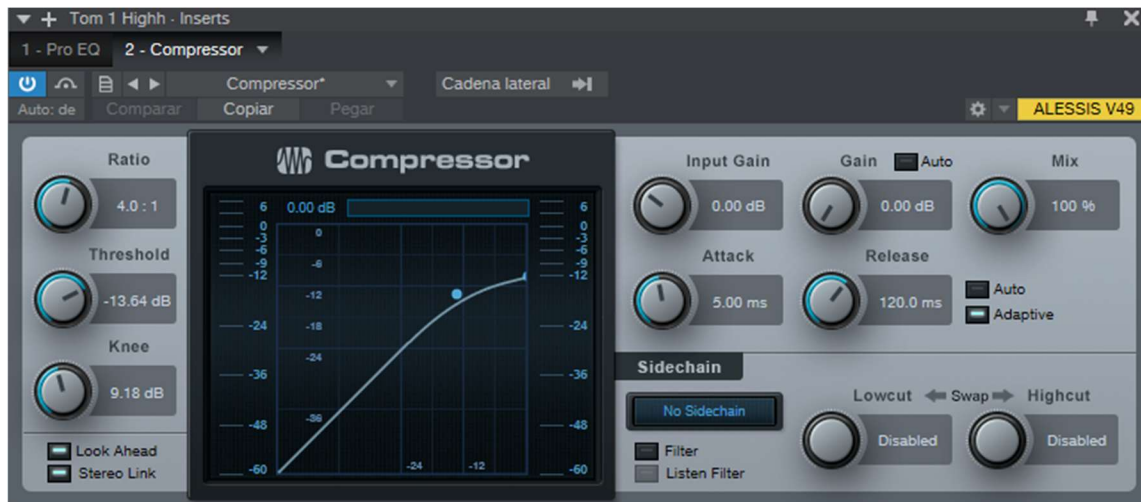 Tom 1 Highh - Inserts
1 - Pro EQ 2 - Compressor
Compressor* Cadena lateral
Auto: de Comparar Copiar Pegar ALESSIS V49
Compressor
Ratio
4.0 : 1
Threshold
-13.64 dB
Knee
9.18 dB
Look Ahead
Stereo Link
6 0.00 dB 6
0 0 0
-3 -3
-6 -6 -6
-9 -9
-12 -12
-12
-18
-24 -24
-24
-36 -36
-36
-48 -48
-60 -24 -12 -60
Input Gain Gain Auto Mix
0.00 dB 0.00 dB 100 %
Attack Release
5.00 ms 120.0 ms Auto
Adaptive
Sidechain
No Sidechain
Filter
Listen Filter
Lowcut Swap Highcut
Disabled Disabled